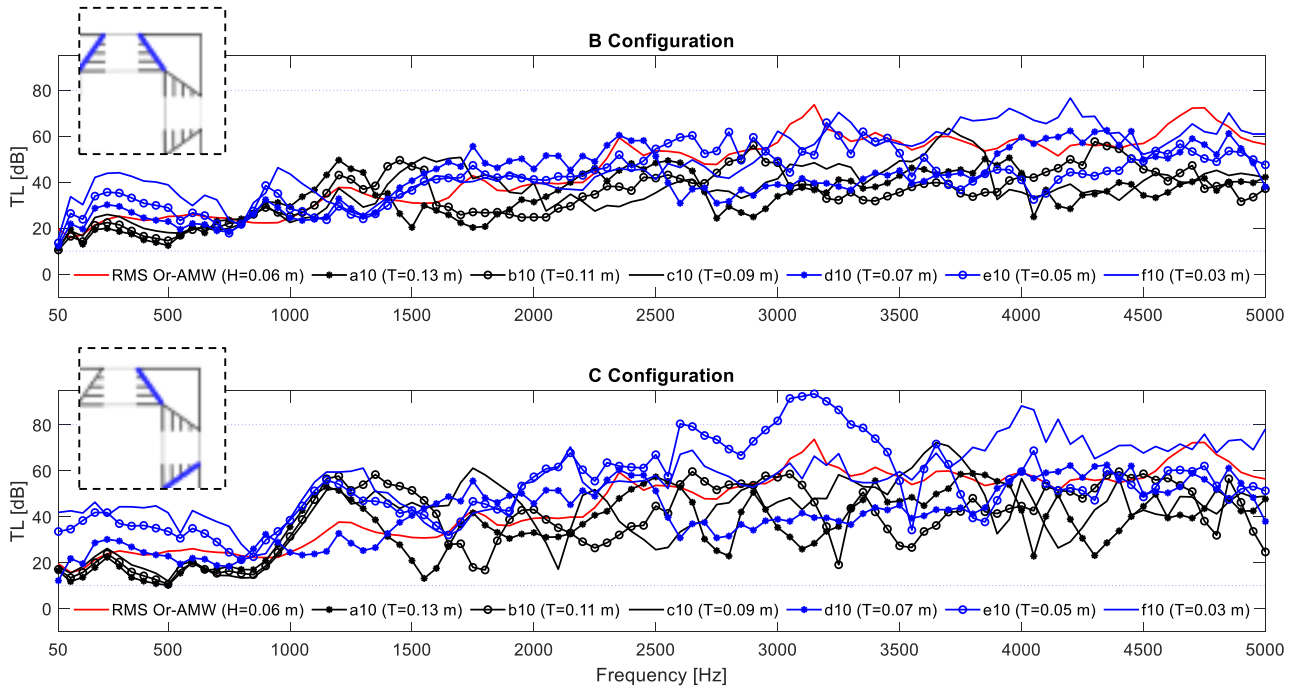 B Configuration
TL [dB]
80
60
40
20
0
RMS Or-AMW (H=0.06 m) a10 (T=0.13 m) b10 (T=0.11 m) c10 (T=0.09 m) d10 (T=0.07 m) e10 (T=0.05 m) f10 (T=0.03 m)
50 500 1000 1500 2000 2500 3000 3500 4000 4500 5000
C Configuration
TL [dB]
80
60
40
20
0
RMS Or-AMW (H=0.06 m) a10 (T=0.13 m) b10 (T=0.11 m) c10 (T=0.09 m) d10 (T=0.07 m) e10 (T=0.05 m) f10 (T=0.03 m)
50 500 1000 1500 2000 2500 3000 3500 4000 4500 5000
Frequency [Hz]